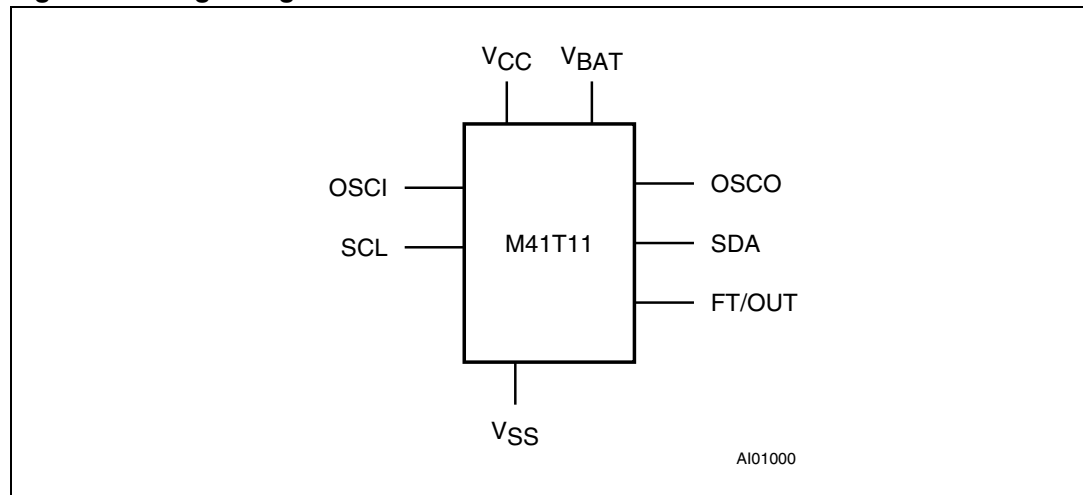 VCC VBAT
OSCI OSCO
M41T11
SCL SDA
FT/OUT
VSS
AI01000